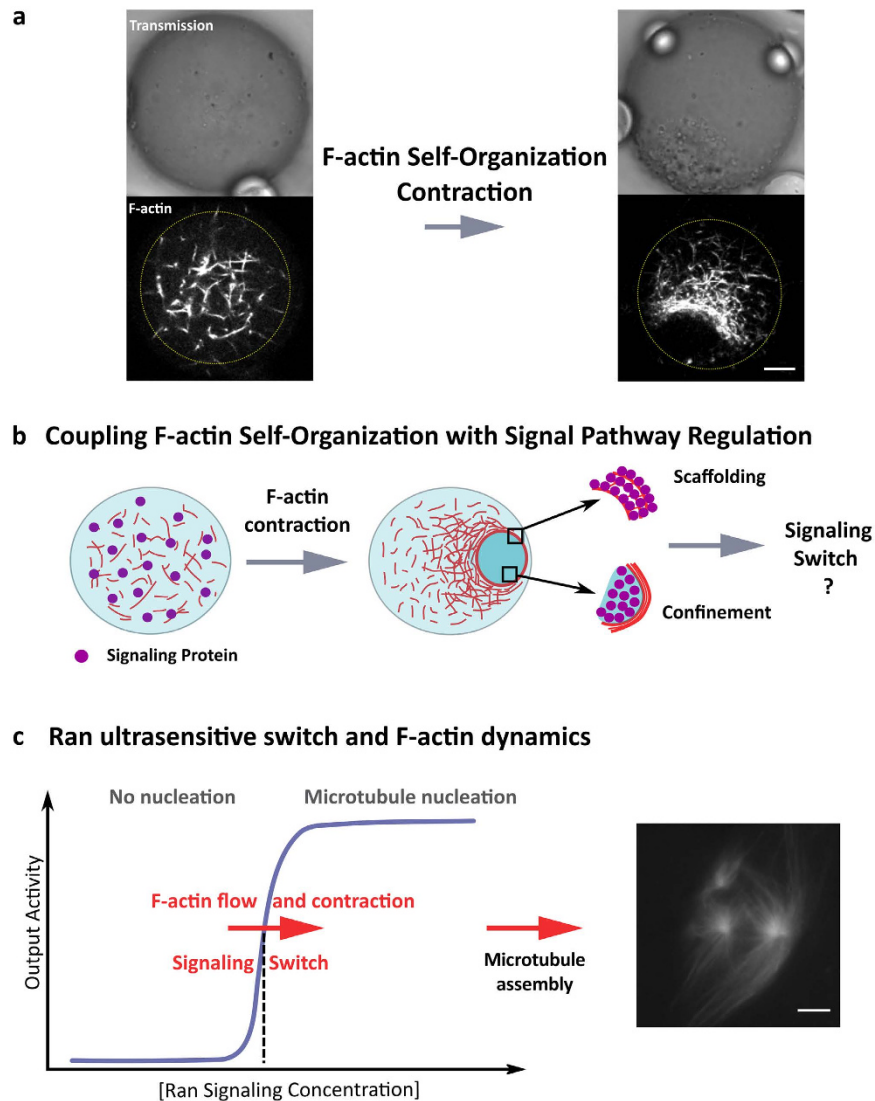 a
Transmission
F-actin
F-actin Self-Organization
Contraction
b Coupling F-actin Self-Organization with Signal Pathway Regulation
F-actin
contraction
Signaling Protein
Scaffolding
Confinement
Signaling
Switch
?
c Ran ultrasensitive switch and F-actin dynamics
No nucleation
Microtubule nucleation
Output Activity
F-actin flow and contraction
Signaling Switch
[Ran Signaling Concentration]
Microtubule
assembly